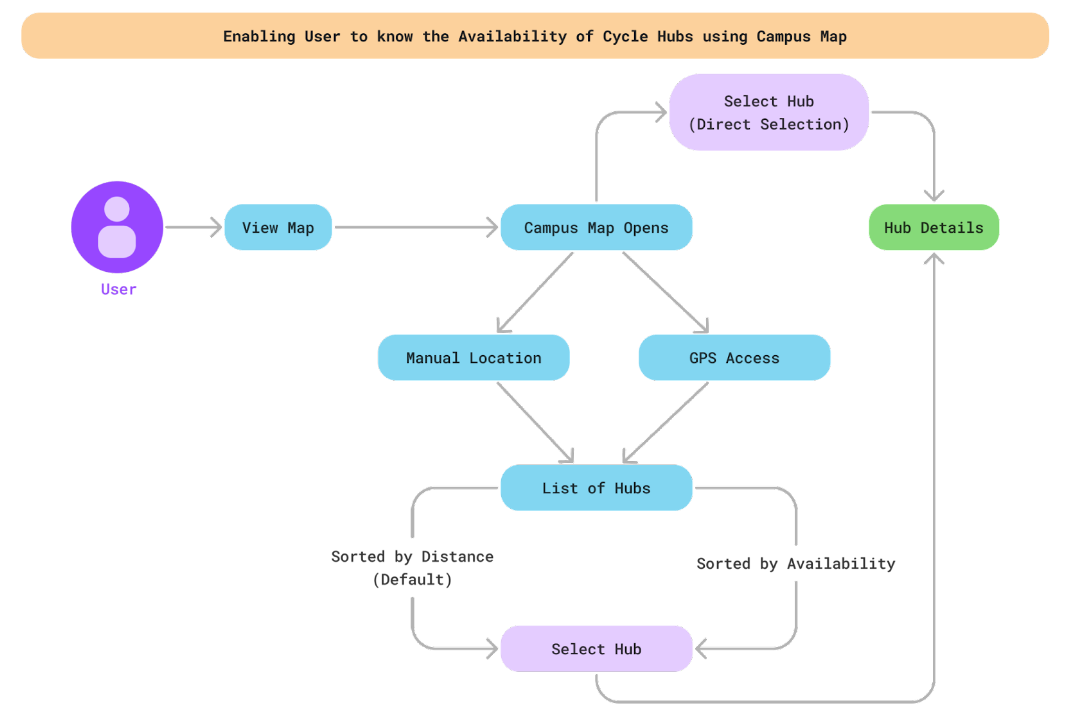 Enabling User to know the Availability of Cycle Hubs using Campus Map
Select Hub
(Direct Selection)
View Map
Campus Map Opens
Hub Details
User
Manual Location
GPS Access
List of Hubs
Sorted by Distance
(Default)
Sorted by Availability
Select Hub